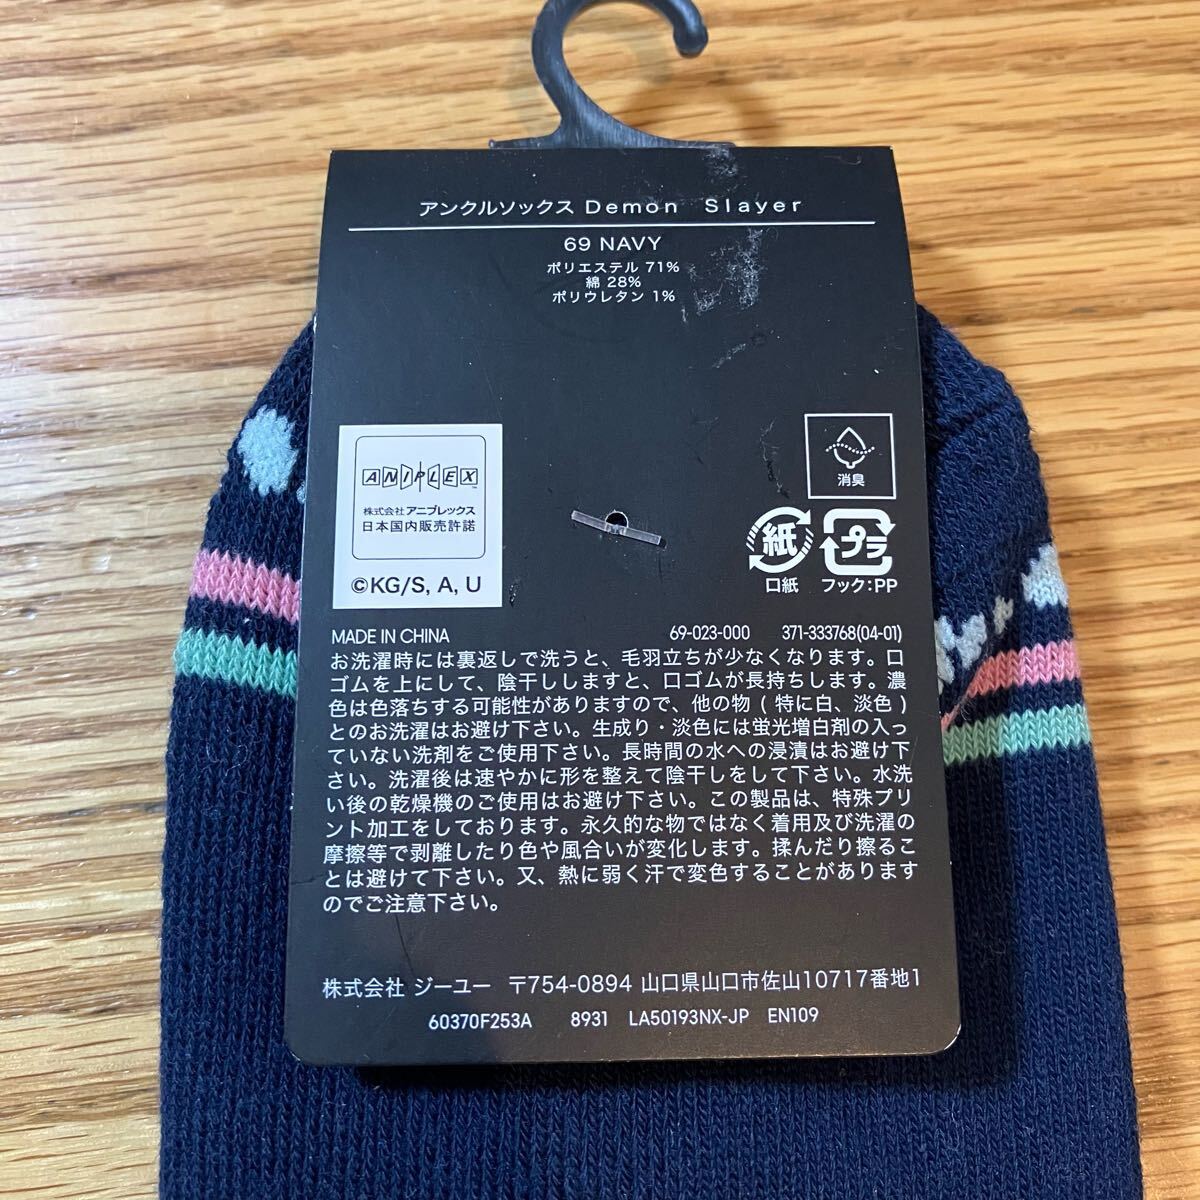 アンクルソックス Demon Slayer
69 NAVY
ポリエステル 71%
綿 28%
ポリウレタン 1%
ANIPLEX
TM
株式会社 アニプレックス
日本国内販売許諾
©KG/S, A, U
消臭
紙
口紙
プラ
フック:PP
MADE IN CHINA 69-023-000 371-333768(04-01)
お洗濯時には裏返しで洗うと、毛羽立ちが少なくなります。口
ゴムを上にして、陰干ししますと、口ゴムが長持ちします。濃
色は色落ちする可能性がありますので、他の物 ( 特に白、淡色 )
とのお洗濯はお避け下さい。生成り・淡色には蛍光増白剤の入っ
ていない洗剤をご使用下さい。長時間の水への浸漬はお避け下
さい。洗濯後は速やかに形を整えて陰干しをして下さい。水洗
い後の乾燥機のご使用はお避け下さい。この製品は、特殊プリ
ント加工をしております。永久的な物ではなく着用及び洗濯の
摩擦等で剥離したり色や風合いが変化します。揉んだり擦るこ
とは避けて下さい。又、熱に弱く汗で変色することがあります
のでご注意下さい。
株式会社 ジーユー 〒754-0894 山口県山口市佐山10717番地1
60370F253A 8931 LA50193NX-JP EN109